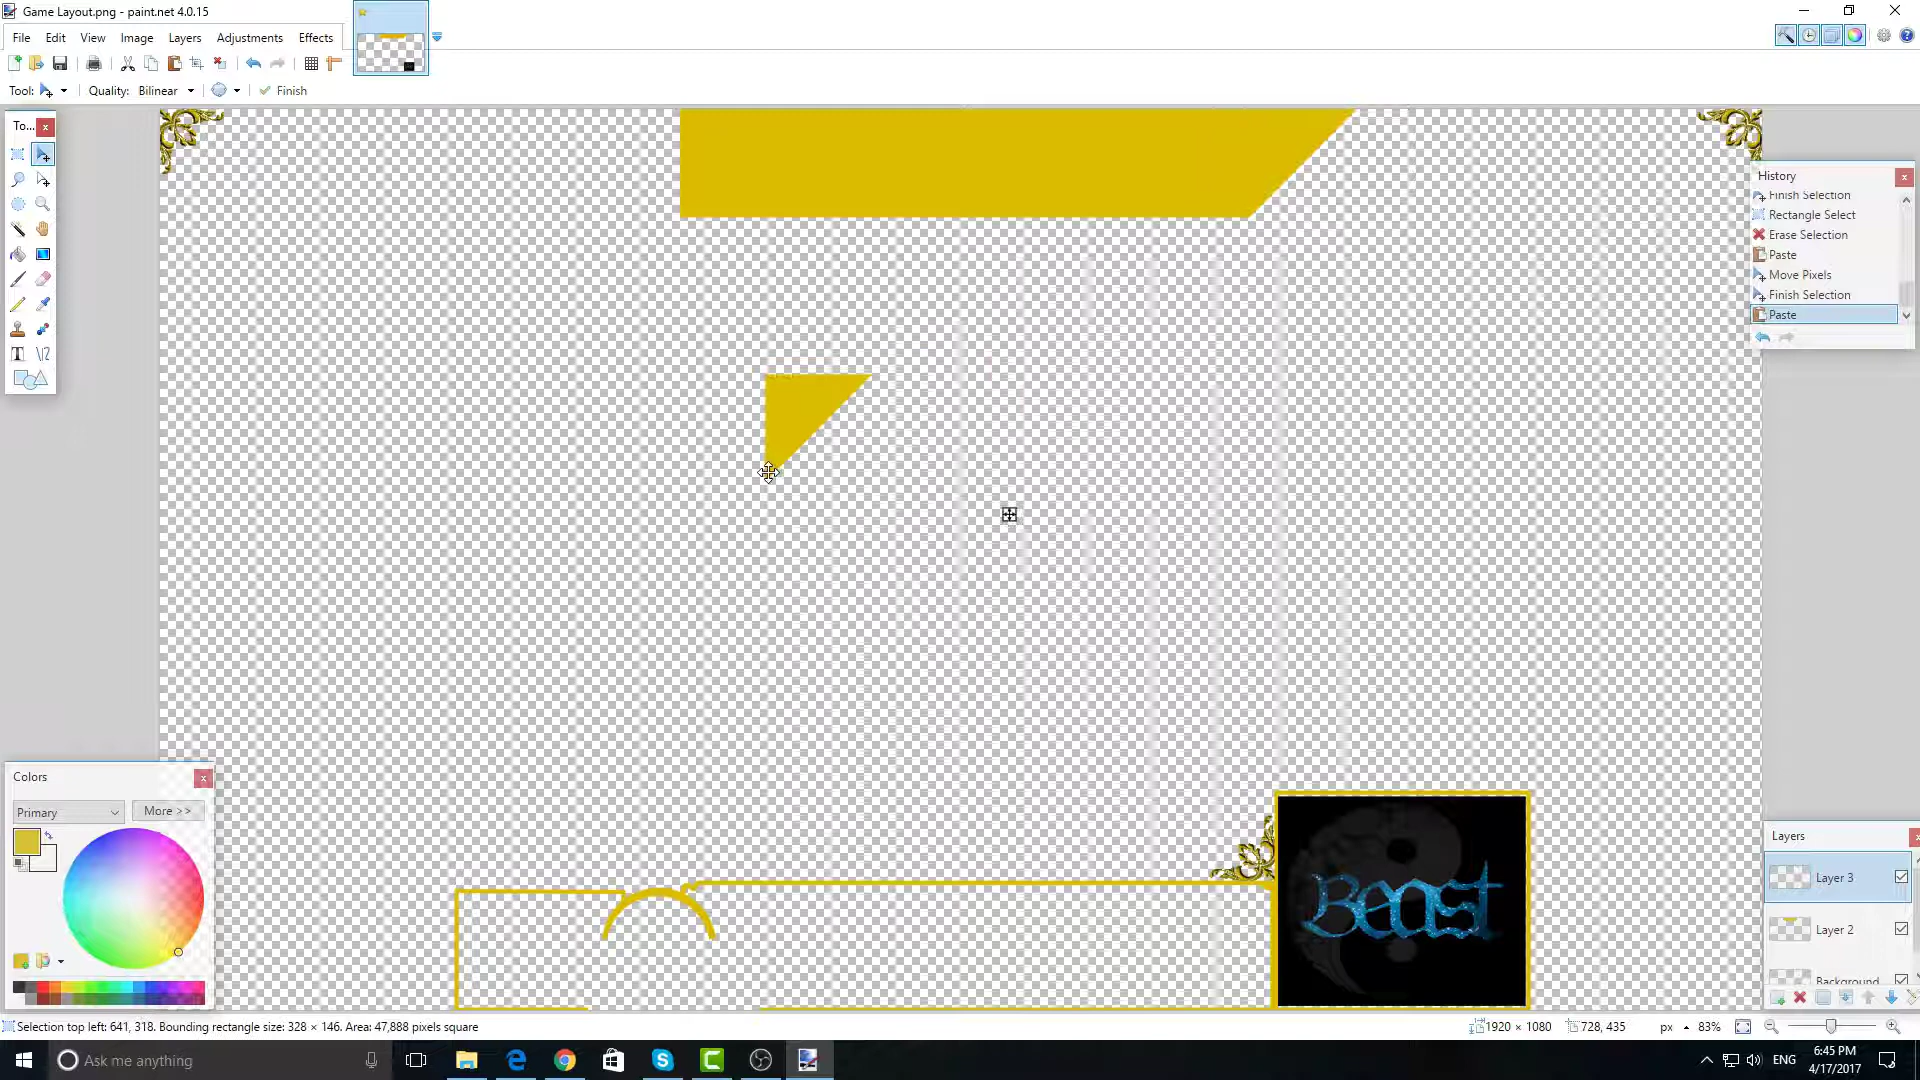 Game Layout.png - paint.net 4.0.15
File Edit View Image Layers Adjustments Effects
Tool: Quality: Bilinear Finish
To...
History
Finish Selection
Rectangle Select
Erase Selection
Paste
Move Pixels
Finish Selection
Paste
Colors
Primary
More >>
Beast
Layers
Layer 3
Layer 2
Background
Selection top left: 641, 318. Bounding rectangle size: 328 × 146. Area: 47,888 pixels square
1920 × 1080
728, 435
px
83%
Ask me anything
ENG
6:45 PM
4/17/2017